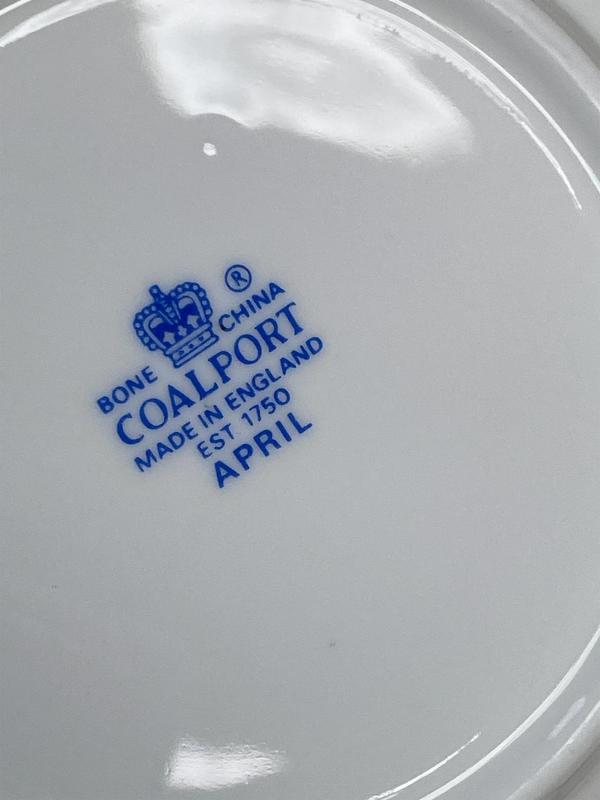 ®
BONE CHINA
COALPORT
MADE IN ENGLAND
EST 1750
APRIL